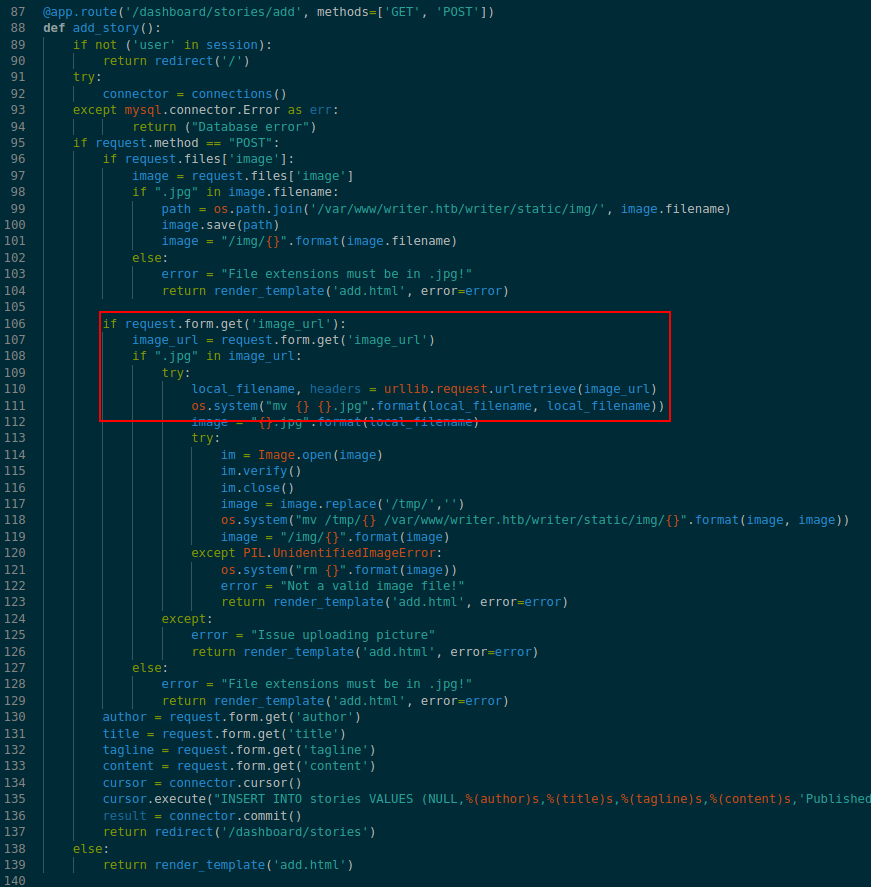 87 @app.route('/dashboard/stories/add', methods=['GET', 'POST'])
88 def add_story():
89     if not ('user' in session):
90         return redirect('/')
91     try:
92         connector = connections()
93     except mysql.connector.Error as err:
94             return ("Database error")
95     if request.method == "POST":
96         if request.files['image']:
97             image = request.files['image']
98             if ".jpg" in image.filename:
99                 path = os.path.join('/var/www/writer.htb/writer/static/img/', image.filename)
100                 image.save(path)
101                 image = "/img/{}".format(image.filename)
102             else:
103                 error = "File extensions must be in .jpg!"
104                 return render_template('add.html', error=error)
105
106         if request.form.get('image_url'):
107             image_url = request.form.get('image_url')
108             if ".jpg" in image_url:
109                 try:
110                     local_filename, headers = urllib.request.urlretrieve(image_url)
111                     os.system("mv {} {}.jpg".format(local_filename, local_filename))
112                     image = "{}.jpg".format(local_filename)
113                     try:
114                         im = Image.open(image)
115                         im.verify()
116                         im.close()
117                         image = image.replace('/tmp/','')
118                         os.system("mv /tmp/{} /var/www/writer.htb/writer/static/img/{}".format(image, image))
119                         image = "/img/{}".format(image)
120                     except PIL.UnidentifiedImageError:
121                         os.system("rm {}".format(image))
122                         error = "Not a valid image file!"
123                         return render_template('add.html', error=error)
124                 except:
125                     error = "Issue uploading picture"
126                     return render_template('add.html', error=error)
127             else:
128                 error = "File extensions must be in .jpg!"
129                 return render_template('add.html', error=error)
130         author = request.form.get('author')
131         title = request.form.get('title')
132         tagline = request.form.get('tagline')
133         content = request.form.get('content')
134         cursor = connector.cursor()
135         cursor.execute("INSERT INTO stories VALUES (NULL,%(author)s,%(title)s,%(tagline)s,%(content)s,'Published
136         result = connector.commit()
137         return redirect('/dashboard/stories')
138     else:
139         return render_template('add.html')
140